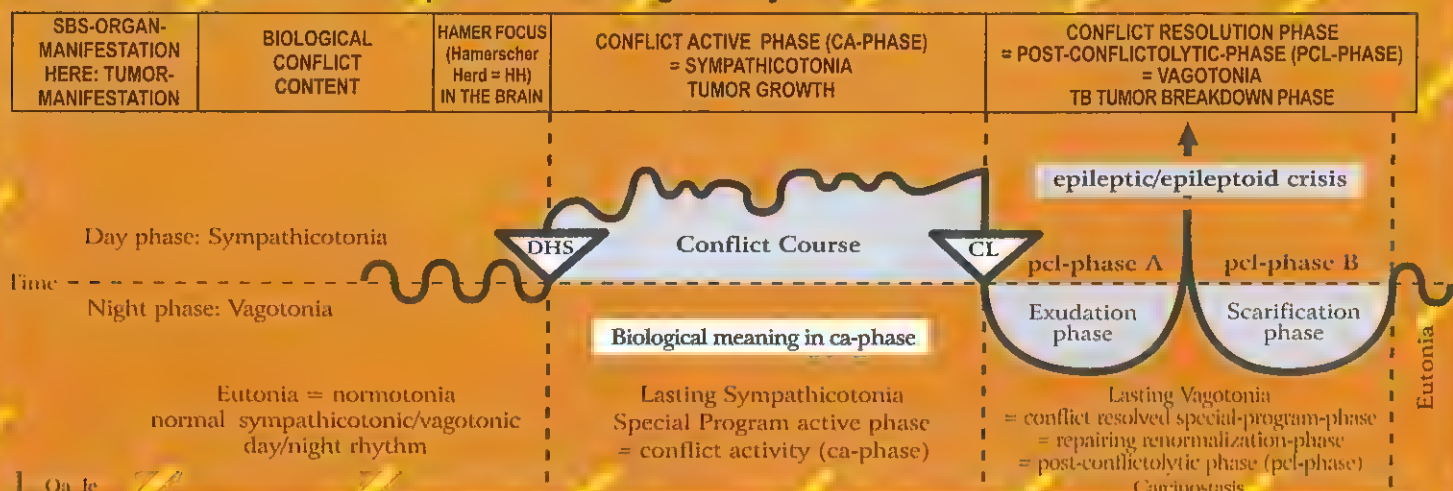 SBS-ORGAN-
MANIFESTATION
HERE: TUMOR-
MANIFESTATION
BIOLOGICAL
CONFLICT
CONTENT
HAMER FOCUS
(Hamerscher
Herd = HH)
IN THE BRAIN
CONFLICT ACTIVE PHASE (CA-PHASE)
= SYMPATHICOTONIA
TUMOR GROWTH
CONFLICT RESOLUTION PHASE
= POST-CONFLICTOLYTIC-PHASE (PCL-PHASE)
= VAGOTONIA
TB TUMOR BREAKDOWN PHASE
epileptic/epileptoid crisis
Day phase: Sympathicotonia
DHS
Conflict Course
CL
pcl-phase A
pcl-phase B
Time
Night phase: Vagotonia
Exudation
phase
Scarification
phase
Biological meaning in ca-phase
Eutonia = normotonia
normal sympathicotonic/vagotonic
day/night rhythm
Lasting Sympathicotonia
Special Program active phase
= conflict activity (ca-phase)
Lasting Vagotonia
= conflict resolved special-program-phase
= repairing renormalization-phase
= post-conflictolytic phase (pcl-phase)
Carcinostasis
Eutonia